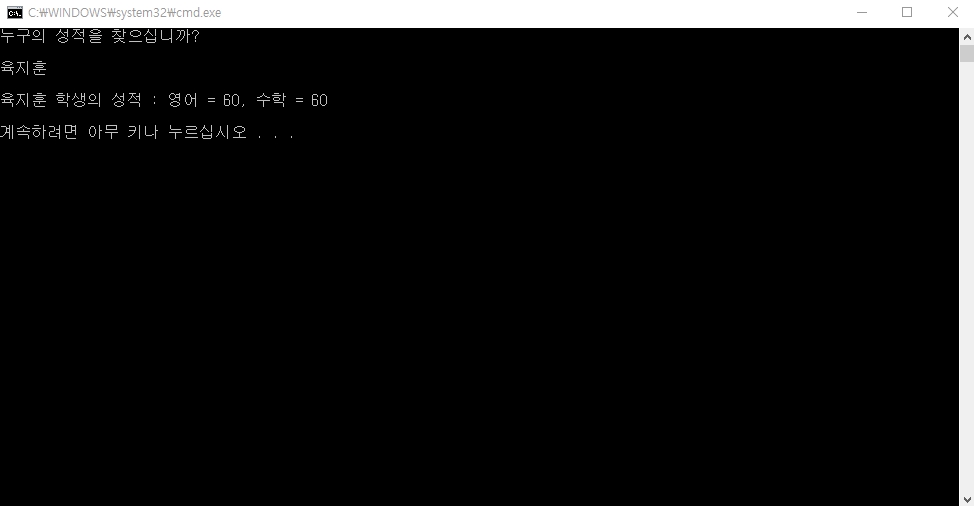 C:₩WINDOWS₩system32₩cmd.exe
누구의 성적을 찾으십니까?
육지훈
육지훈 학생의 성적 : 영어 = 60, 수학 = 60
계속하려면 아무 키나 누르십시오 . . .